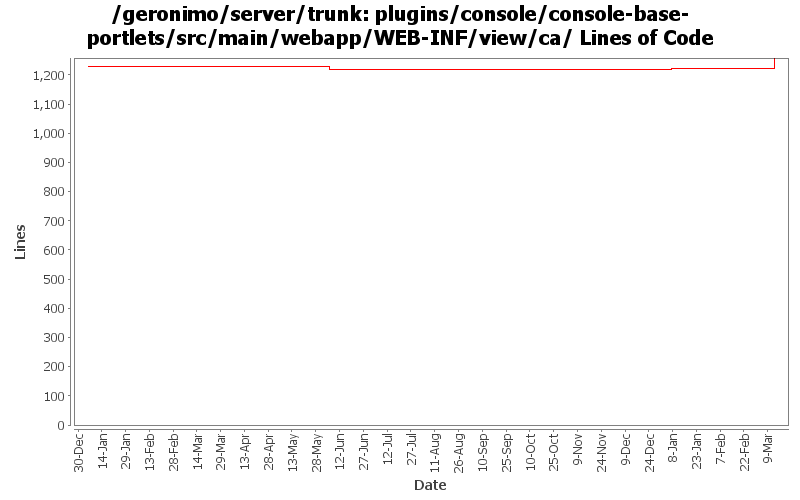 /geronimo/server/trunk: plugins/console/console-base-
portlets/src/main/webapp/WEB-INF/view/ca/ Lines of Code
1,200
1,100
1,000
900
800
700
600
500
400
300
200
100
0
Lines
30-Dec
14-Jan
29-Jan
13-Feb
28-Feb
14-Mar
29-Mar
13-Apr
28-Apr
13-May
28-May
12-Jun
27-Jun
12-Jul
27-Jul
11-Aug
26-Aug
10-Sep
25-Sep
10-Oct
25-Oct
9-Nov
24-Nov
9-Dec
24-Dec
8-Jan
23-Jan
7-Feb
22-Feb
9-Mar
Date